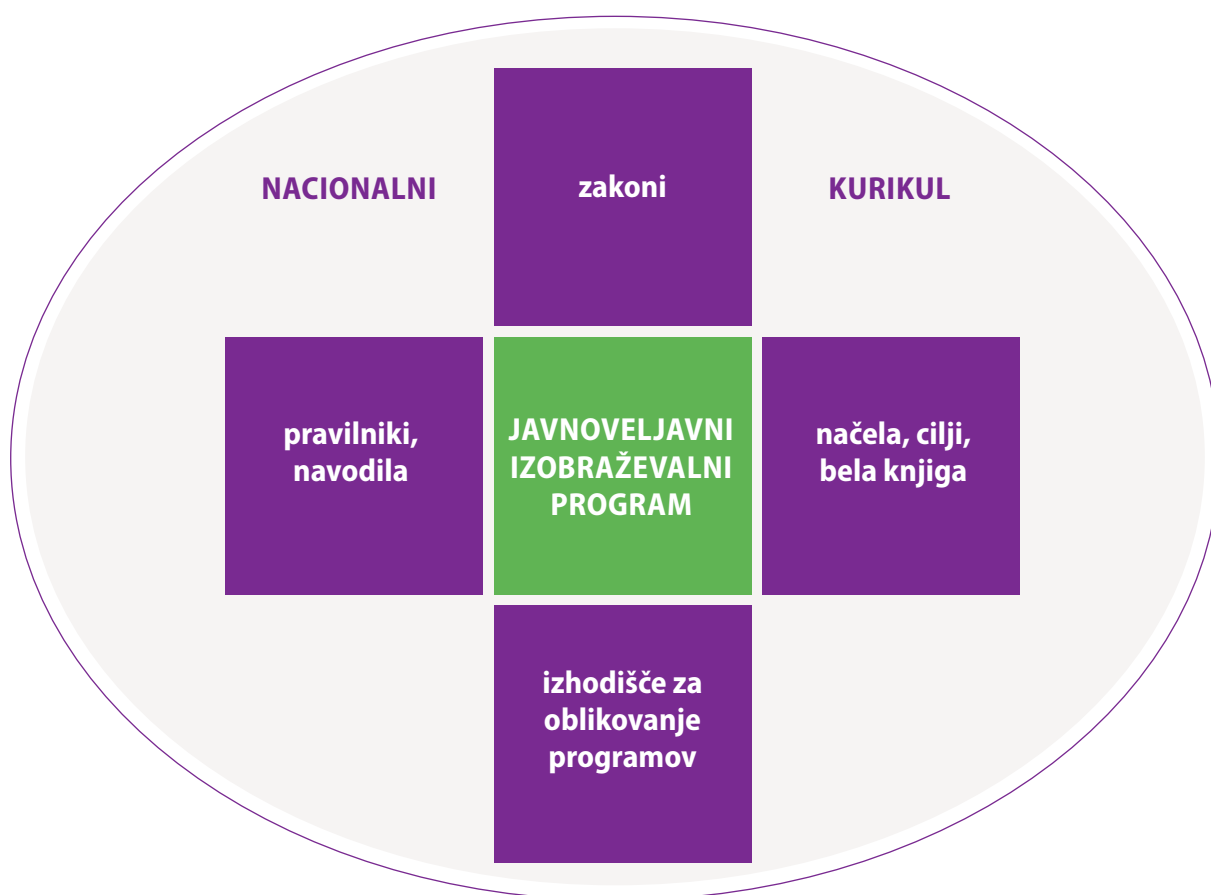 NACIONALNI
zakoni
KURIKUL
pravilniki,
navodila
JAVNOVELJAVNI
IZOBRAŽEVALNI
PROGRAM
načela, cilji,
bela knjiga
izhodišče za
oblikovanje
programov